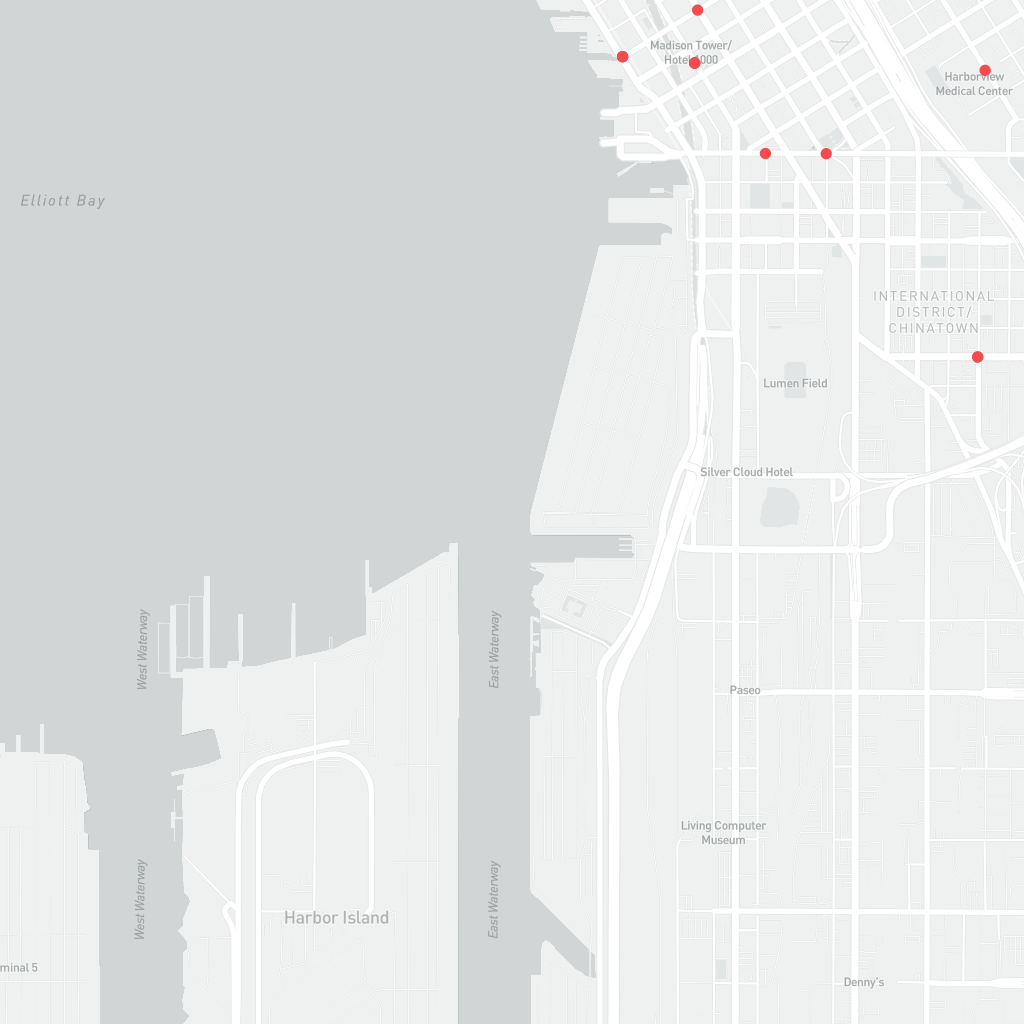 Madison Tower/
Hotel 1000
Harborview
Medical Center
Elliott Bay
INTERNATIONAL
DISTRICT/
CHINATOWN
Lumen Field
Silver Cloud Hotel
West Waterway
East Waterway
Paseo
Living Computer
Museum
West Waterway
East Waterway
Harbor Island
minal 5
Denny's